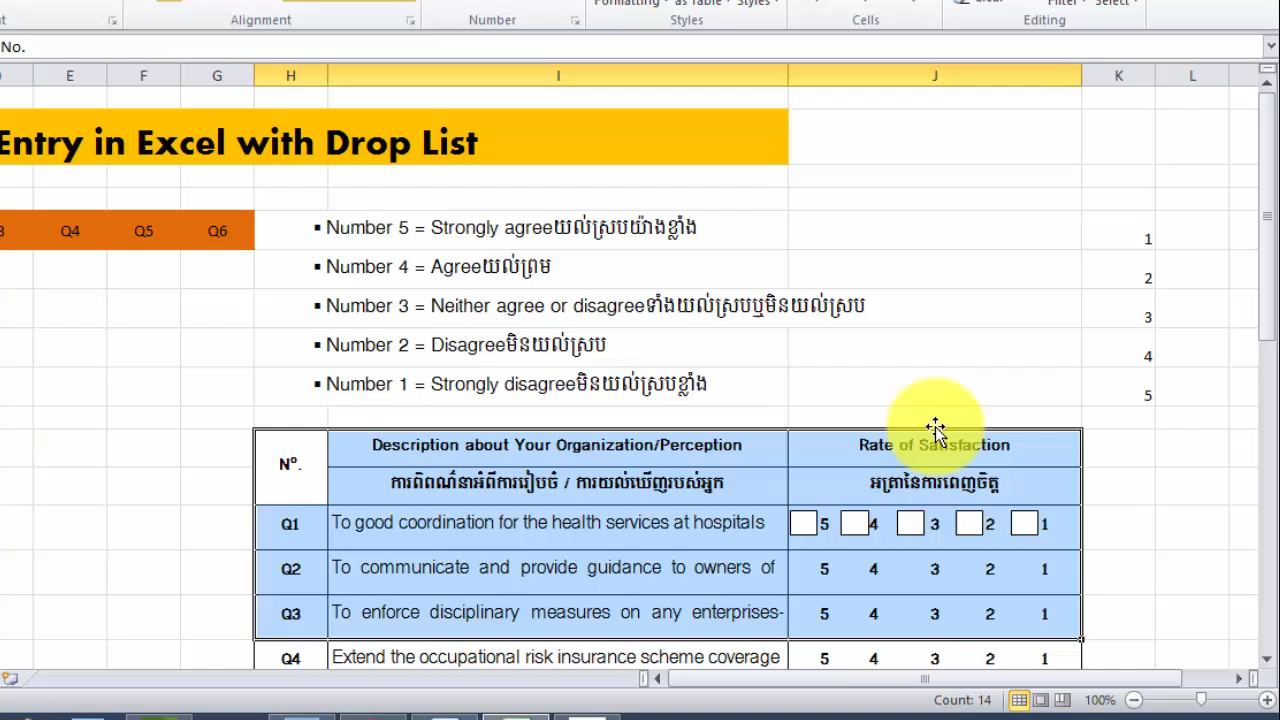 Alignment Number Styles Cells Editing
No.
E F G H I J K L
Entry in Excel with Drop List
Q4 Q5 Q6
▪ Number 5 = Strongly agreeយល់ស្របយ៉ាងខ្លាំង
1
▪ Number 4 = Agreeយល់ព្រម
2
▪ Number 3 = Neither agree or disagreeទាំងយល់ស្របឬមិនយល់ស្រប
3
▪ Number 2 = Disagreeមិនយល់ស្រប
4
▪ Number 1 = Strongly disagreeមិនយល់ស្របខ្លាំង
5
Nº. Description about Your Organization/Perception Rate of Satisfaction
ការពិពណ៌នាអំពីការរៀបចំ / ការយល់ឃើញរបស់អ្នក អត្រានៃការពេញចិត្ត
Q1 To good coordination for the health services at hospitals 5 4 3 2 1
Q2 To communicate and provide guidance to owners of 5 4 3 2 1
Q3 To enforce disciplinary measures on any enterprises- 5 4 3 2 1
Q4 Extend the occupational risk insurance scheme coverage 5 4 3 2 1
Count: 14 100%